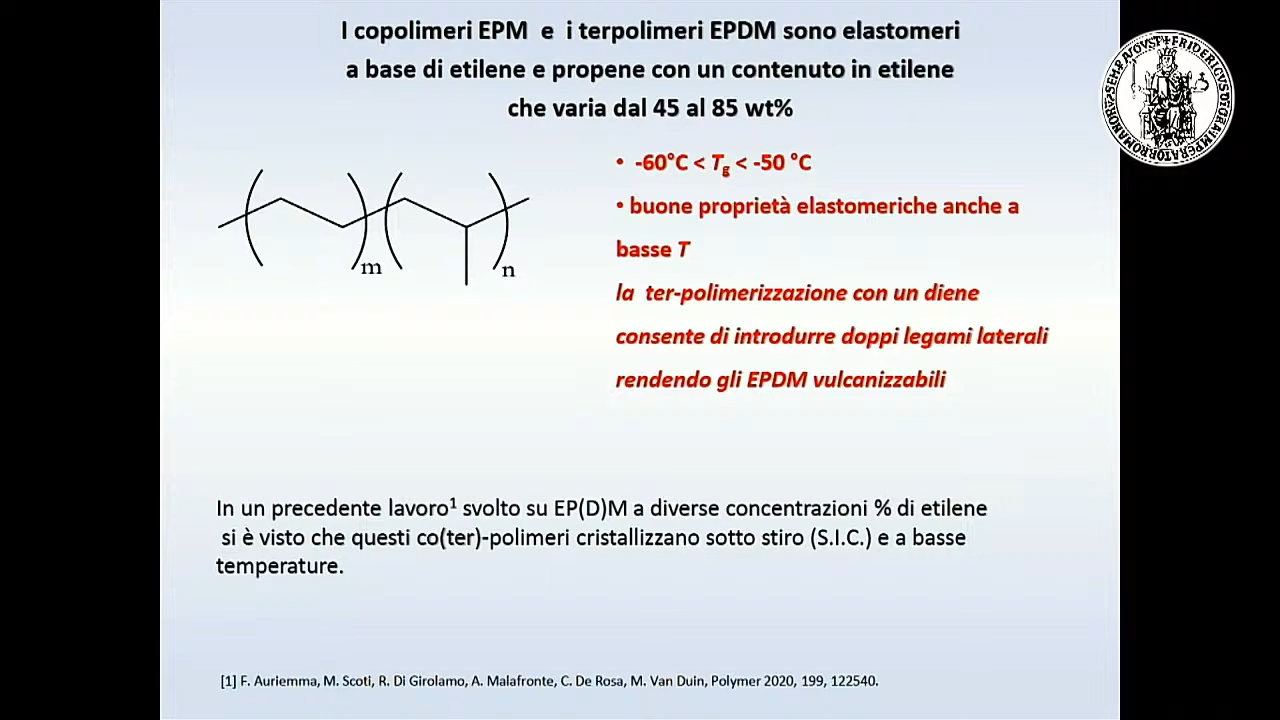 I copolimeri EPM e i terpolimeri EPDM sono elastomeri
a base di etilene e propene con un contenuto in etilene
che varia dal 45 al 85 wt%
• -60°C < Tg < -50 °C
• buone proprietà elastomeriche anche a
basse T
la ter-polimerizzazione con un diene
consente di introdurre doppi legami laterali
rendendo gli EPDM vulcanizzabili
m
n
In un precedente lavoro¹ svolto su EP(D)M a diverse concentrazioni % di etilene
si è visto che questi co(ter)-polimeri cristallizzano sotto stiro (S.I.C.) e a basse
temperature.
[1] F. Auriemma, M. Scoti, R. Di Girolamo, A. Malafronte, C. De Rosa, M. Van Duin, Polymer 2020, 199, 122540.